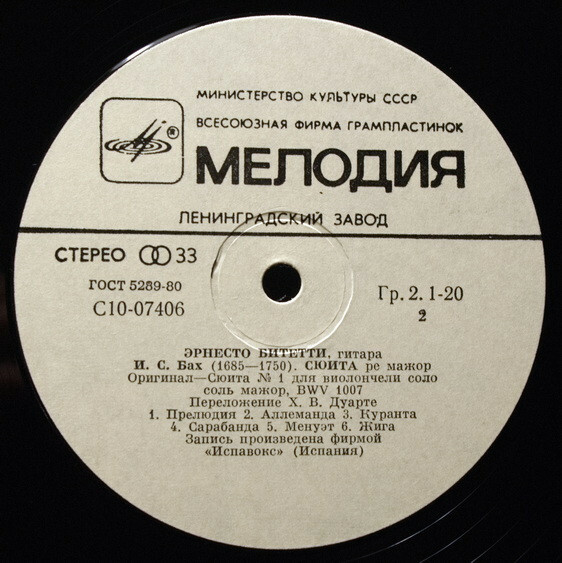 МИНИСТЕРСТВО КУЛЬТУРЫ СССР
ВСЕСОЮЗНАЯ ФИРМА ГРАМПЛАСТИНОК
®
МЕЛОДИЯ
ЛЕНИНГРАДСКИЙ ЗАВОД
СТЕРЕО 33
ГОСТ 5289-80
С10-07406
Гр. 2. 1-20
2
ЭРНЕСТО БИТЕТТИ, гитара
И. С. Бах (1685—1750). СЮИТА ре мажор
Оригинал—Сюита № 1 для виолончели соло
соль мажор, BWV 1007
Переложение Х. В. Дуарте
1. Прелюдия 2. Аллеманда 3. Куранта
4. Сарабанда 5. Менуэт 6. Жига
Запись произведена фирмой
«Испавокс» (Испания)